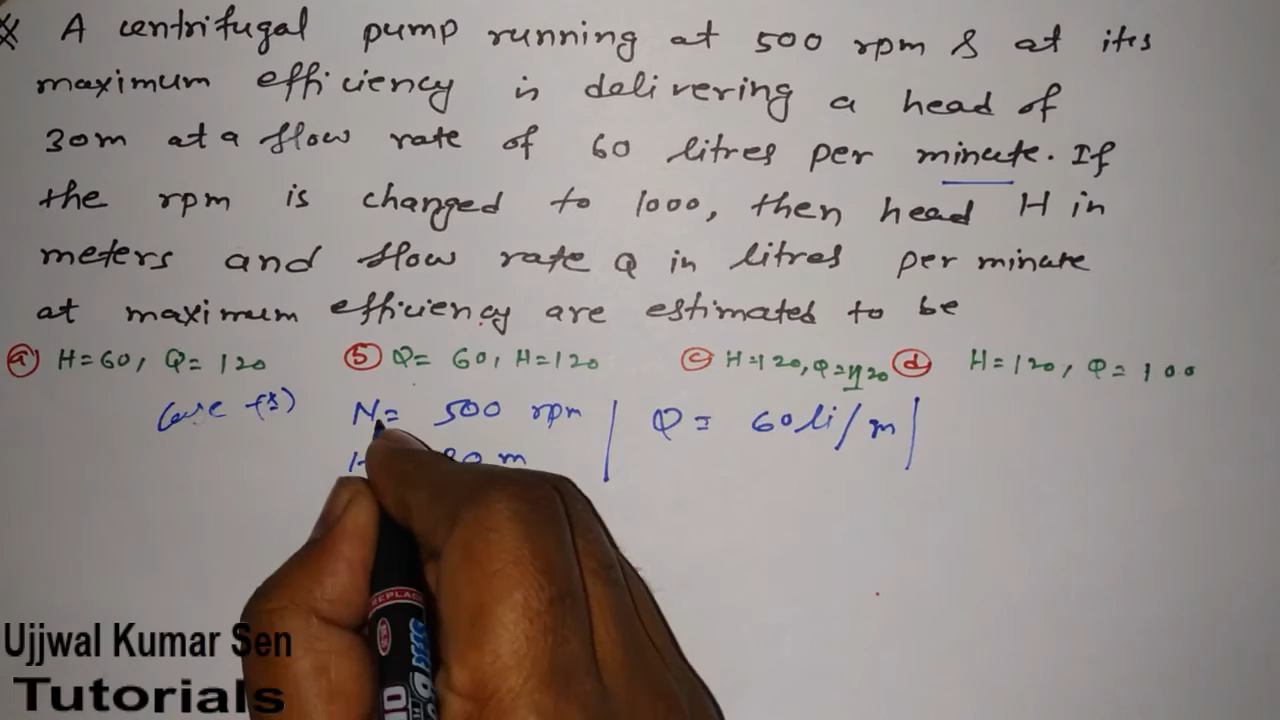 A centrifugal pump running at 500 rpm & at its
maximum efficiency is delivering a head of
30m at a flow rate of 60 litres per minute. If
the rpm is changed to 1000, then head H in
meters and flow rate Q in litres per minute
at maximum efficiency are estimated to be
(a) H=60, Q=120 (b) Q= 60, H=120 (c) H=120, Q=120 (d) H=120, Q=100
Case (I) N= 500 rpm | Q= 60li/m |
m
Ujjwal Kumar Sen
Tutorials